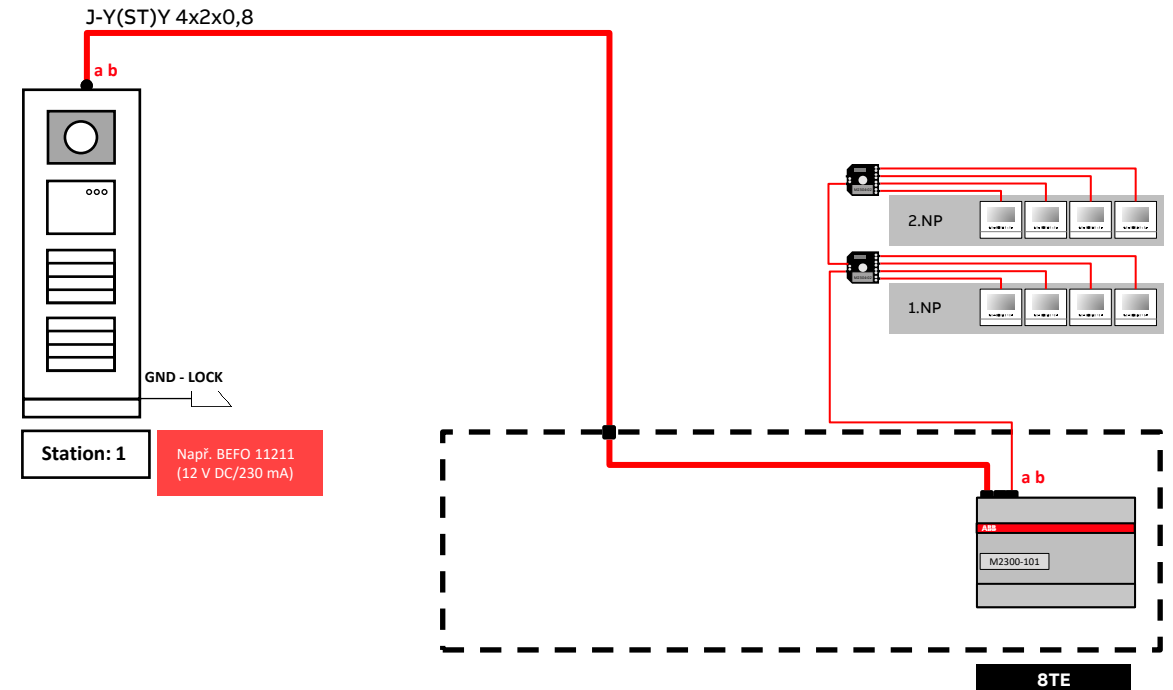 J-Y(ST)Y 4x2x0,8
a b
2.NP
1.NP
GND - LOCK
Station: 1
Např. BEFO 11211
(12 V DC/230 mA)
a b
ABB
M2300-101
8TE